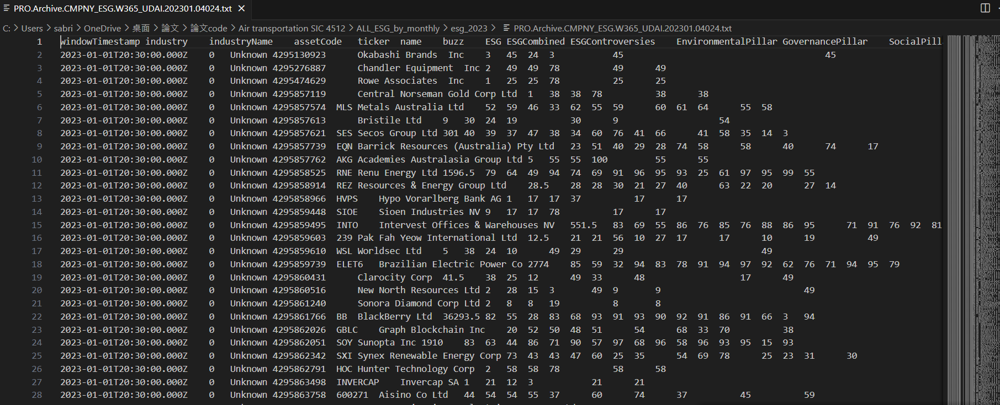 PRO.Archive.CMPNY_ESG.W365_UDAI.202301.04024.txt
C: > Users > sabri > OneDrive > 桌面 > 論文 > 論文code > Air transportation SIC 4512 > ALL_ESG_by_monthly > esg_2023 > PRO.Archive.CMPNY_ESG.W365_UDAI.202301.04024.txt
1 windowTimestamp industry industryName assetCode ticker name buzz ESG ESGCombined ESGControversies EnvironmentalPillar GovernancePillar SocialPill
2 2023-01-01T20:30:00.000Z 0 Unknown 4295130923 Okabashi Brands Inc 3 45 24 3 45 45
3 2023-01-01T20:30:00.000Z 0 Unknown 4295276887 Chandler Equipment Inc 2 49 49 78 49 49
4 2023-01-01T20:30:00.000Z 0 Unknown 4295474629 Rowe Associates Inc 1 25 25 78 25 25
5 2023-01-01T20:30:00.000Z 0 Unknown 4295857119 Central Norseman Gold Corp Ltd 1 38 38 78 38 38
6 2023-01-01T20:30:00.000Z 0 Unknown 4295857574 MLS Metals Australia Ltd 52 59 46 33 62 55 59 60 61 64 55 58
7 2023-01-01T20:30:00.000Z 0 Unknown 4295857613 Bristile Ltd 9 30 24 19 30 9 54
8 2023-01-01T20:30:00.000Z 0 Unknown 4295857621 SES Secos Group Ltd 301 40 39 37 47 38 34 60 76 41 66 41 58 35 14 3
9 2023-01-01T20:30:00.000Z 0 Unknown 4295857739 EQN Barrick Resources (Australia) Pty Ltd 23 51 40 29 28 74 58 58 40 74 17
10 2023-01-01T20:30:00.000Z 0 Unknown 4295857762 AKG Academies Australasia Group Ltd 5 55 55 100 55 55
11 2023-01-01T20:30:00.000Z 0 Unknown 4295858525 RNE Renu Energy Ltd 1596.5 79 64 49 94 74 69 91 96 95 93 25 61 97 95 99 55
12 2023-01-01T20:30:00.000Z 0 Unknown 4295858914 REZ Resources & Energy Group Ltd 28.5 28 28 30 21 27 40 63 22 20 27 14
13 2023-01-01T20:30:00.000Z 0 Unknown 4295858966 HVPS Hypo Vorarlberg Bank AG 1 17 17 37 17 17
14 2023-01-01T20:30:00.000Z 0 Unknown 4295859448 SIOE Sioen Industries NV 9 17 17 78 17 17
15 2023-01-01T20:30:00.000Z 0 Unknown 4295859495 INTO Intervest Offices & Warehouses NV 551.5 83 69 55 86 76 85 76 88 86 95 71 91 76 92 81
16 2023-01-01T20:30:00.000Z 0 Unknown 4295859603 239 Pak Fah Yeow International Ltd 12.5 21 21 56 10 27 17 17 10 19 49
17 2023-01-01T20:30:00.000Z 0 Unknown 4295859610 WSL Worldsec Ltd 5 38 24 10 49 29 29 49
18 2023-01-01T20:30:00.000Z 0 Unknown 4295859739 ELET6 Brazilian Electric Power Co 2774 85 59 32 94 83 78 91 94 97 92 62 76 71 94 95 79
19 2023-01-01T20:30:00.000Z 0 Unknown 4295860431 Clarocity Corp 41.5 38 25 12 49 33 48 17 49
20 2023-01-01T20:30:00.000Z 0 Unknown 4295860516 New North Resources Ltd 2 28 15 3 49 9 9 49
21 2023-01-01T20:30:00.000Z 0 Unknown 4295861240 Sonora Diamond Corp Ltd 2 8 8 19 8 8
22 2023-01-01T20:30:00.000Z 0 Unknown 4295861766 BB BlackBerry Ltd 36293.5 82 55 28 83 68 93 91 93 90 92 91 86 91 66 3 94
23 2023-01-01T20:30:00.000Z 0 Unknown 4295862026 GBLC Graph Blockchain Inc 20 52 50 48 51 54 68 33 70 38
24 2023-01-01T20:30:00.000Z 0 Unknown 4295862051 SOY Sunopta Inc 1910 83 63 44 86 71 90 57 97 68 96 58 96 93 95 15 93
25 2023-01-01T20:30:00.000Z 0 Unknown 4295862342 SXI Synex Renewable Energy Corp 73 43 43 47 60 25 35 54 69 78 25 23 31 30
26 2023-01-01T20:30:00.000Z 0 Unknown 4295862791 HOC Hunter Technology Corp 2 58 58 78 58 58
27 2023-01-01T20:30:00.000Z 0 Unknown 4295863498 INVERCAP Invercap SA 1 21 12 3 21 21
28 2023-01-01T20:30:00.000Z 0 Unknown 4295863758 600271 Aisino Co Ltd 44 54 54 55 37 60 74 37 45 59